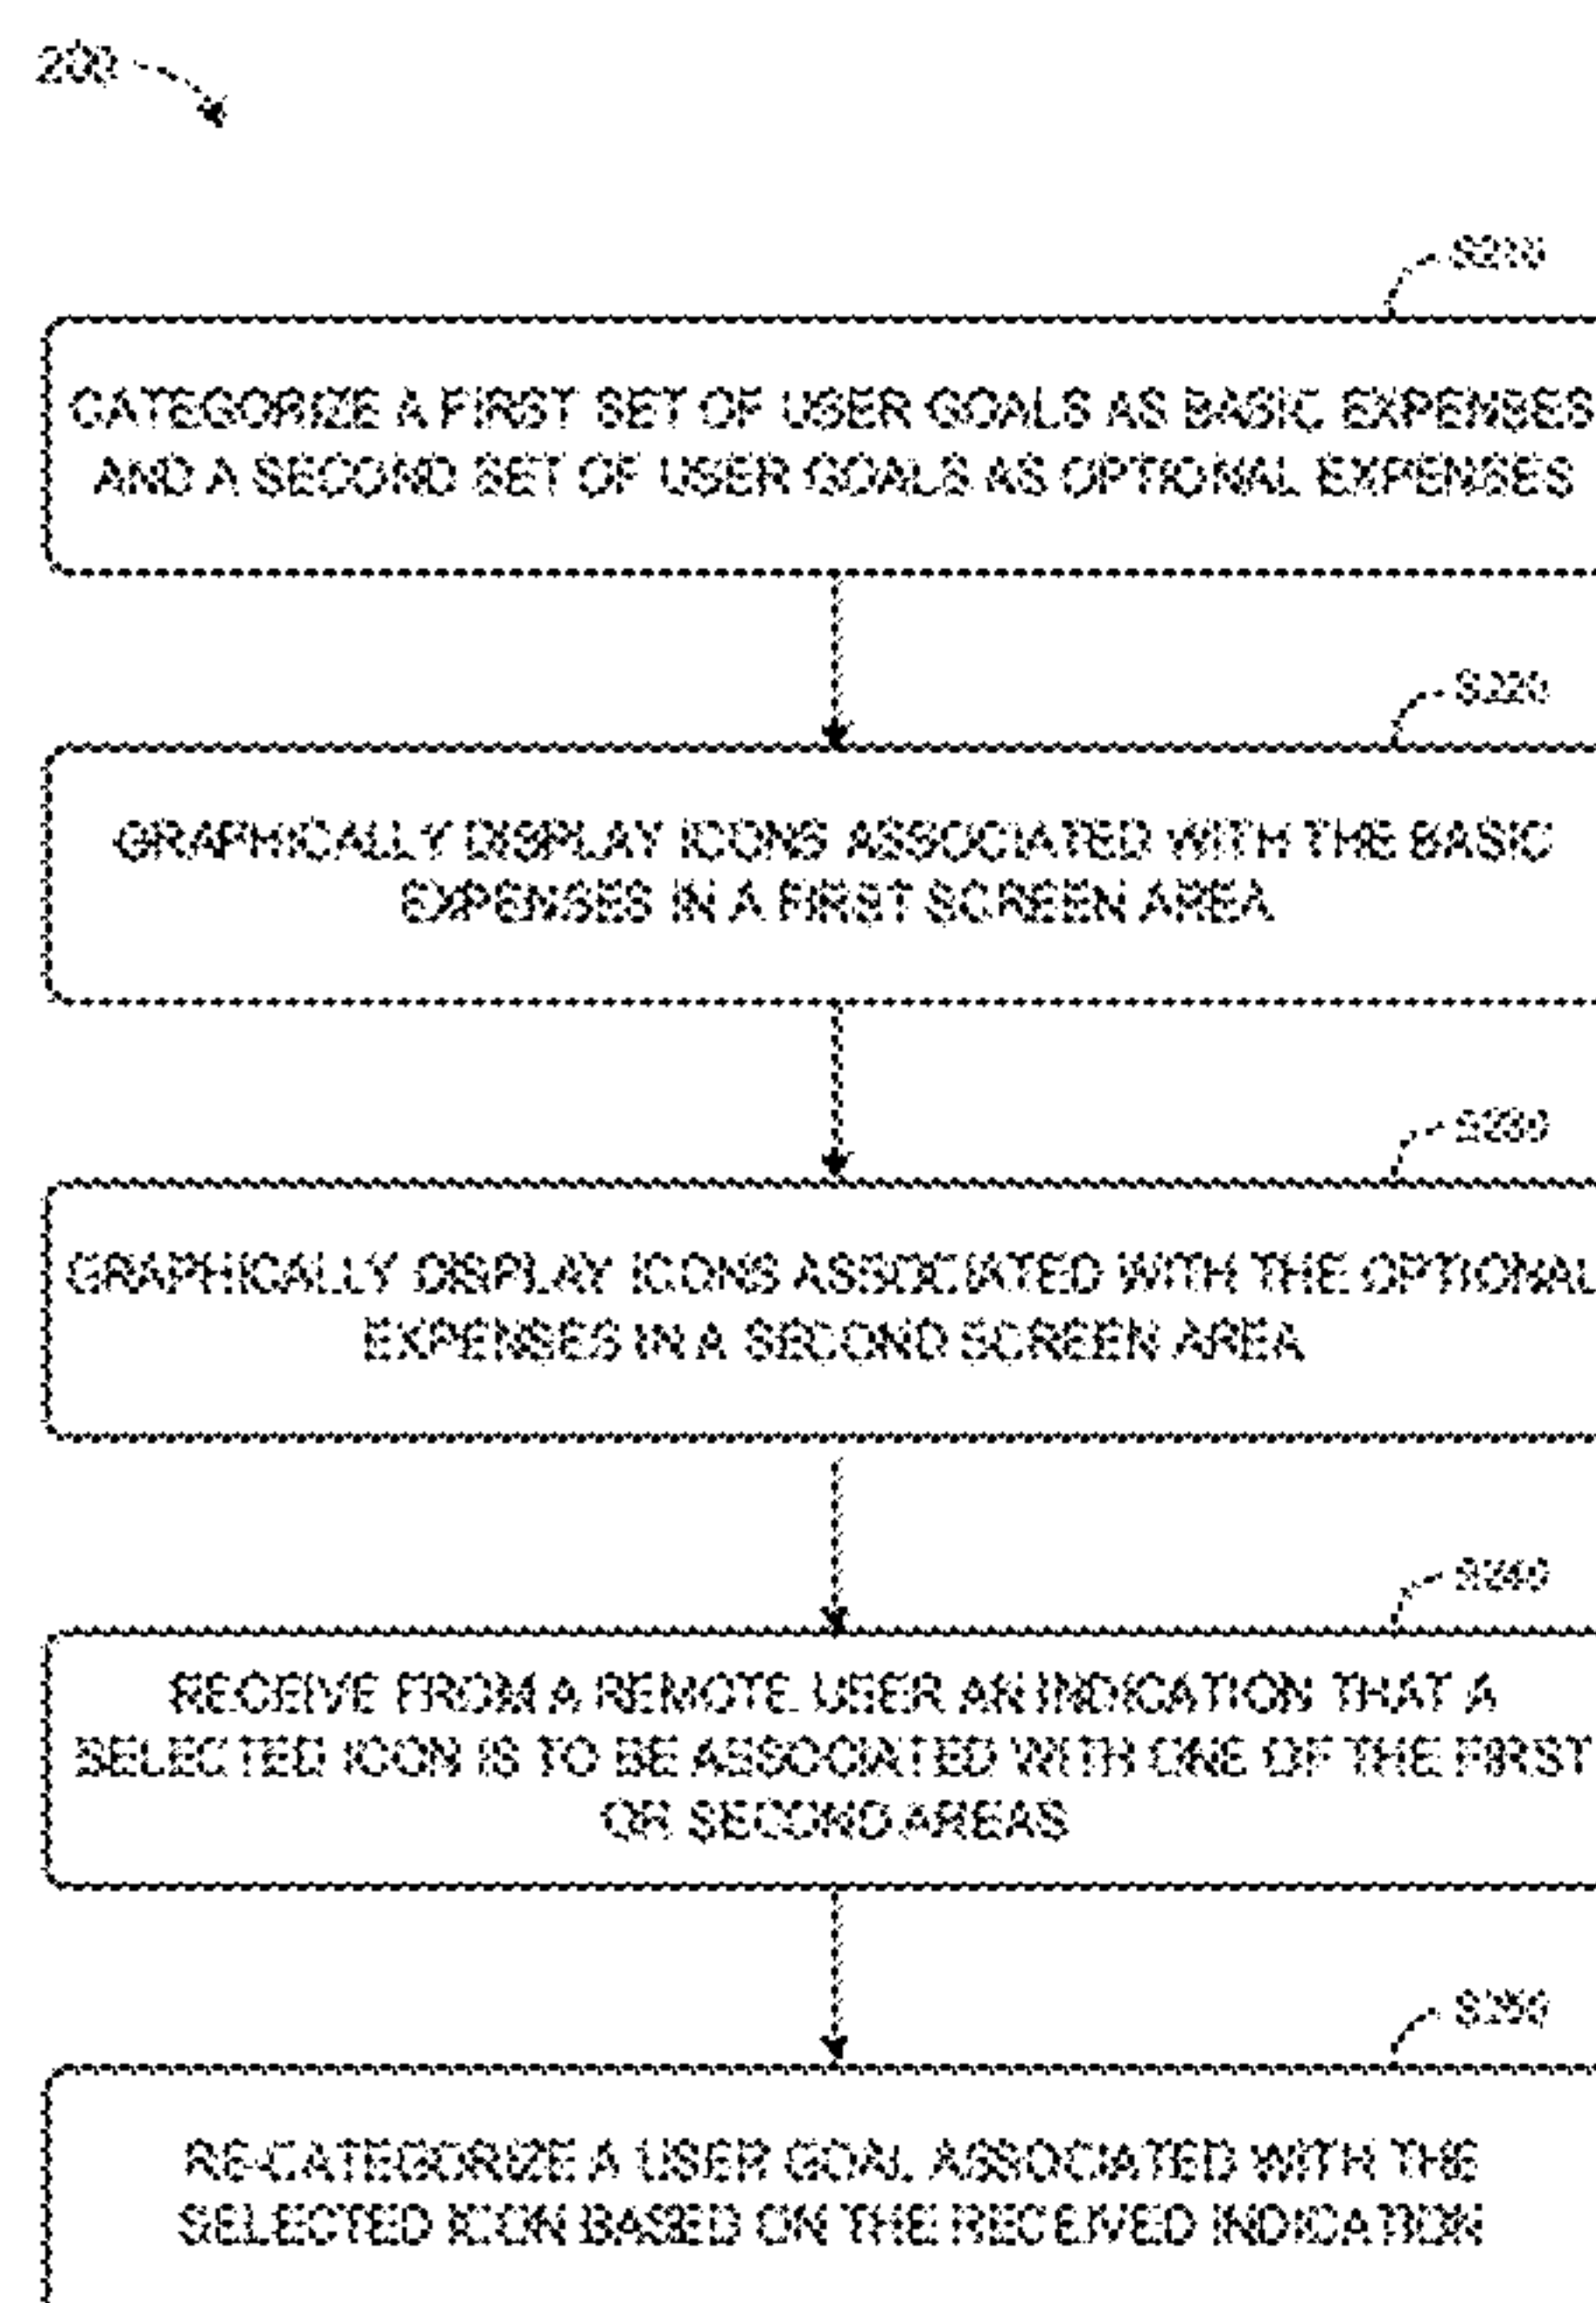 200
S210
CATEGORIZE A FIRST SET OF USER GOALS AS BASIC EXPENSES
AND A SECOND SET OF USER GOALS AS OPTIONAL EXPENSES
S220
GRAPHICALLY DISPLAY ICONS ASSOCIATED WITH THE BASIC
EXPENSES IN A FIRST SCREEN AREA
S230
GRAPHICALLY DISPLAY ICONS ASSOCIATED WITH THE OPTIONAL
EXPENSES IN A SECOND SCREEN AREA
S240
RECEIVE FROM A REMOTE USER AN INDICATION THAT A
SELECTED ICON IS TO BE ASSOCIATED WITH ONE OF THE FIRST
OR SECOND AREAS
S250
RE-CATEGORIZE A USER GOAL ASSOCIATED WITH THE
SELECTED ICON BASED ON THE RECEIVED INDICATION